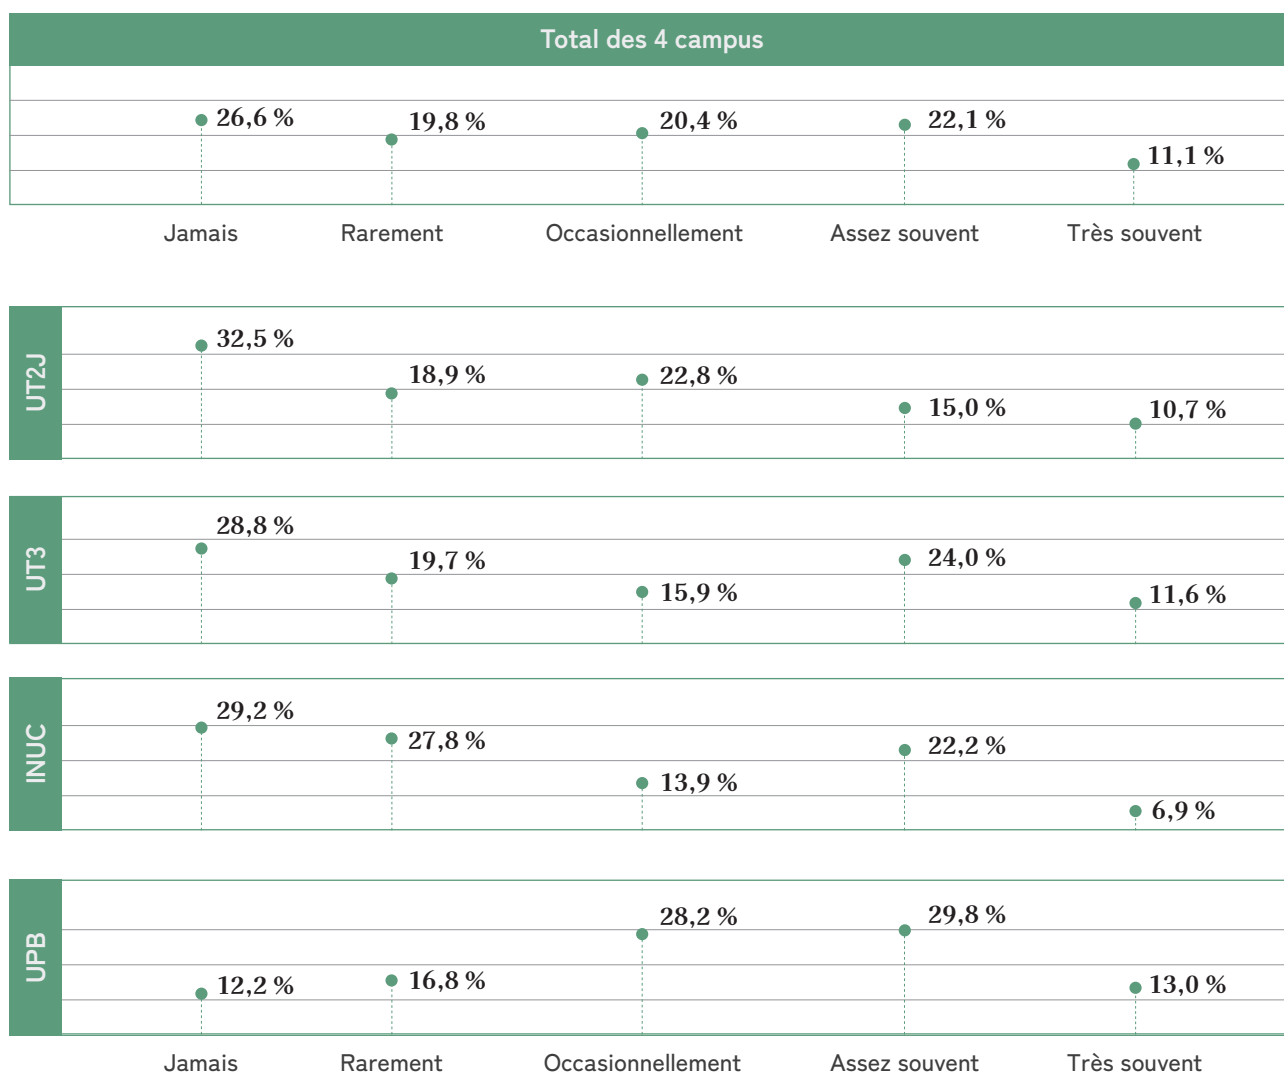 Total des 4 campus
26,6 % 19,8 % 20,4 % 22,1 % 11,1 %
Jamais Rarement Occasionnellement Assez souvent Très souvent
UT2J
32,5 % 18,9 % 22,8 % 15,0 % 10,7 %
UT3
28,8 % 19,7 % 15,9 % 24,0 % 11,6 %
INUC
29,2 % 27,8 % 13,9 % 22,2 % 6,9 %
UPB
12,2 % 16,8 % 28,2 % 29,8 % 13,0 %
Jamais Rarement Occasionnellement Assez souvent Très souvent